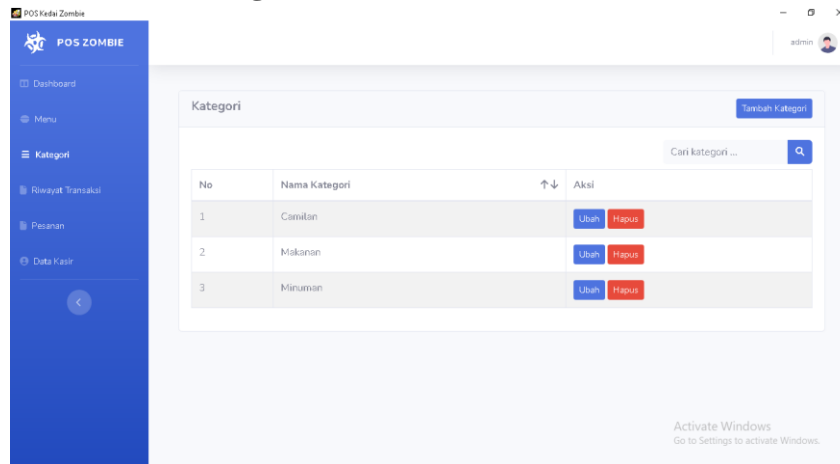 POS Kedai Zombie
POS ZOMBIE
admin
Dashboard
Menu
Kategori
Riwayat Transaksi
Pesanan
Data Kasir
Kategori
Tambah Kategori
Cari kategori ...
No Nama Kategori Aksi
1 Camilan Ubah Hapus
2 Makanan Ubah Hapus
3 Minuman Ubah Hapus
Activate Windows
Go to Settings to activate Windows.